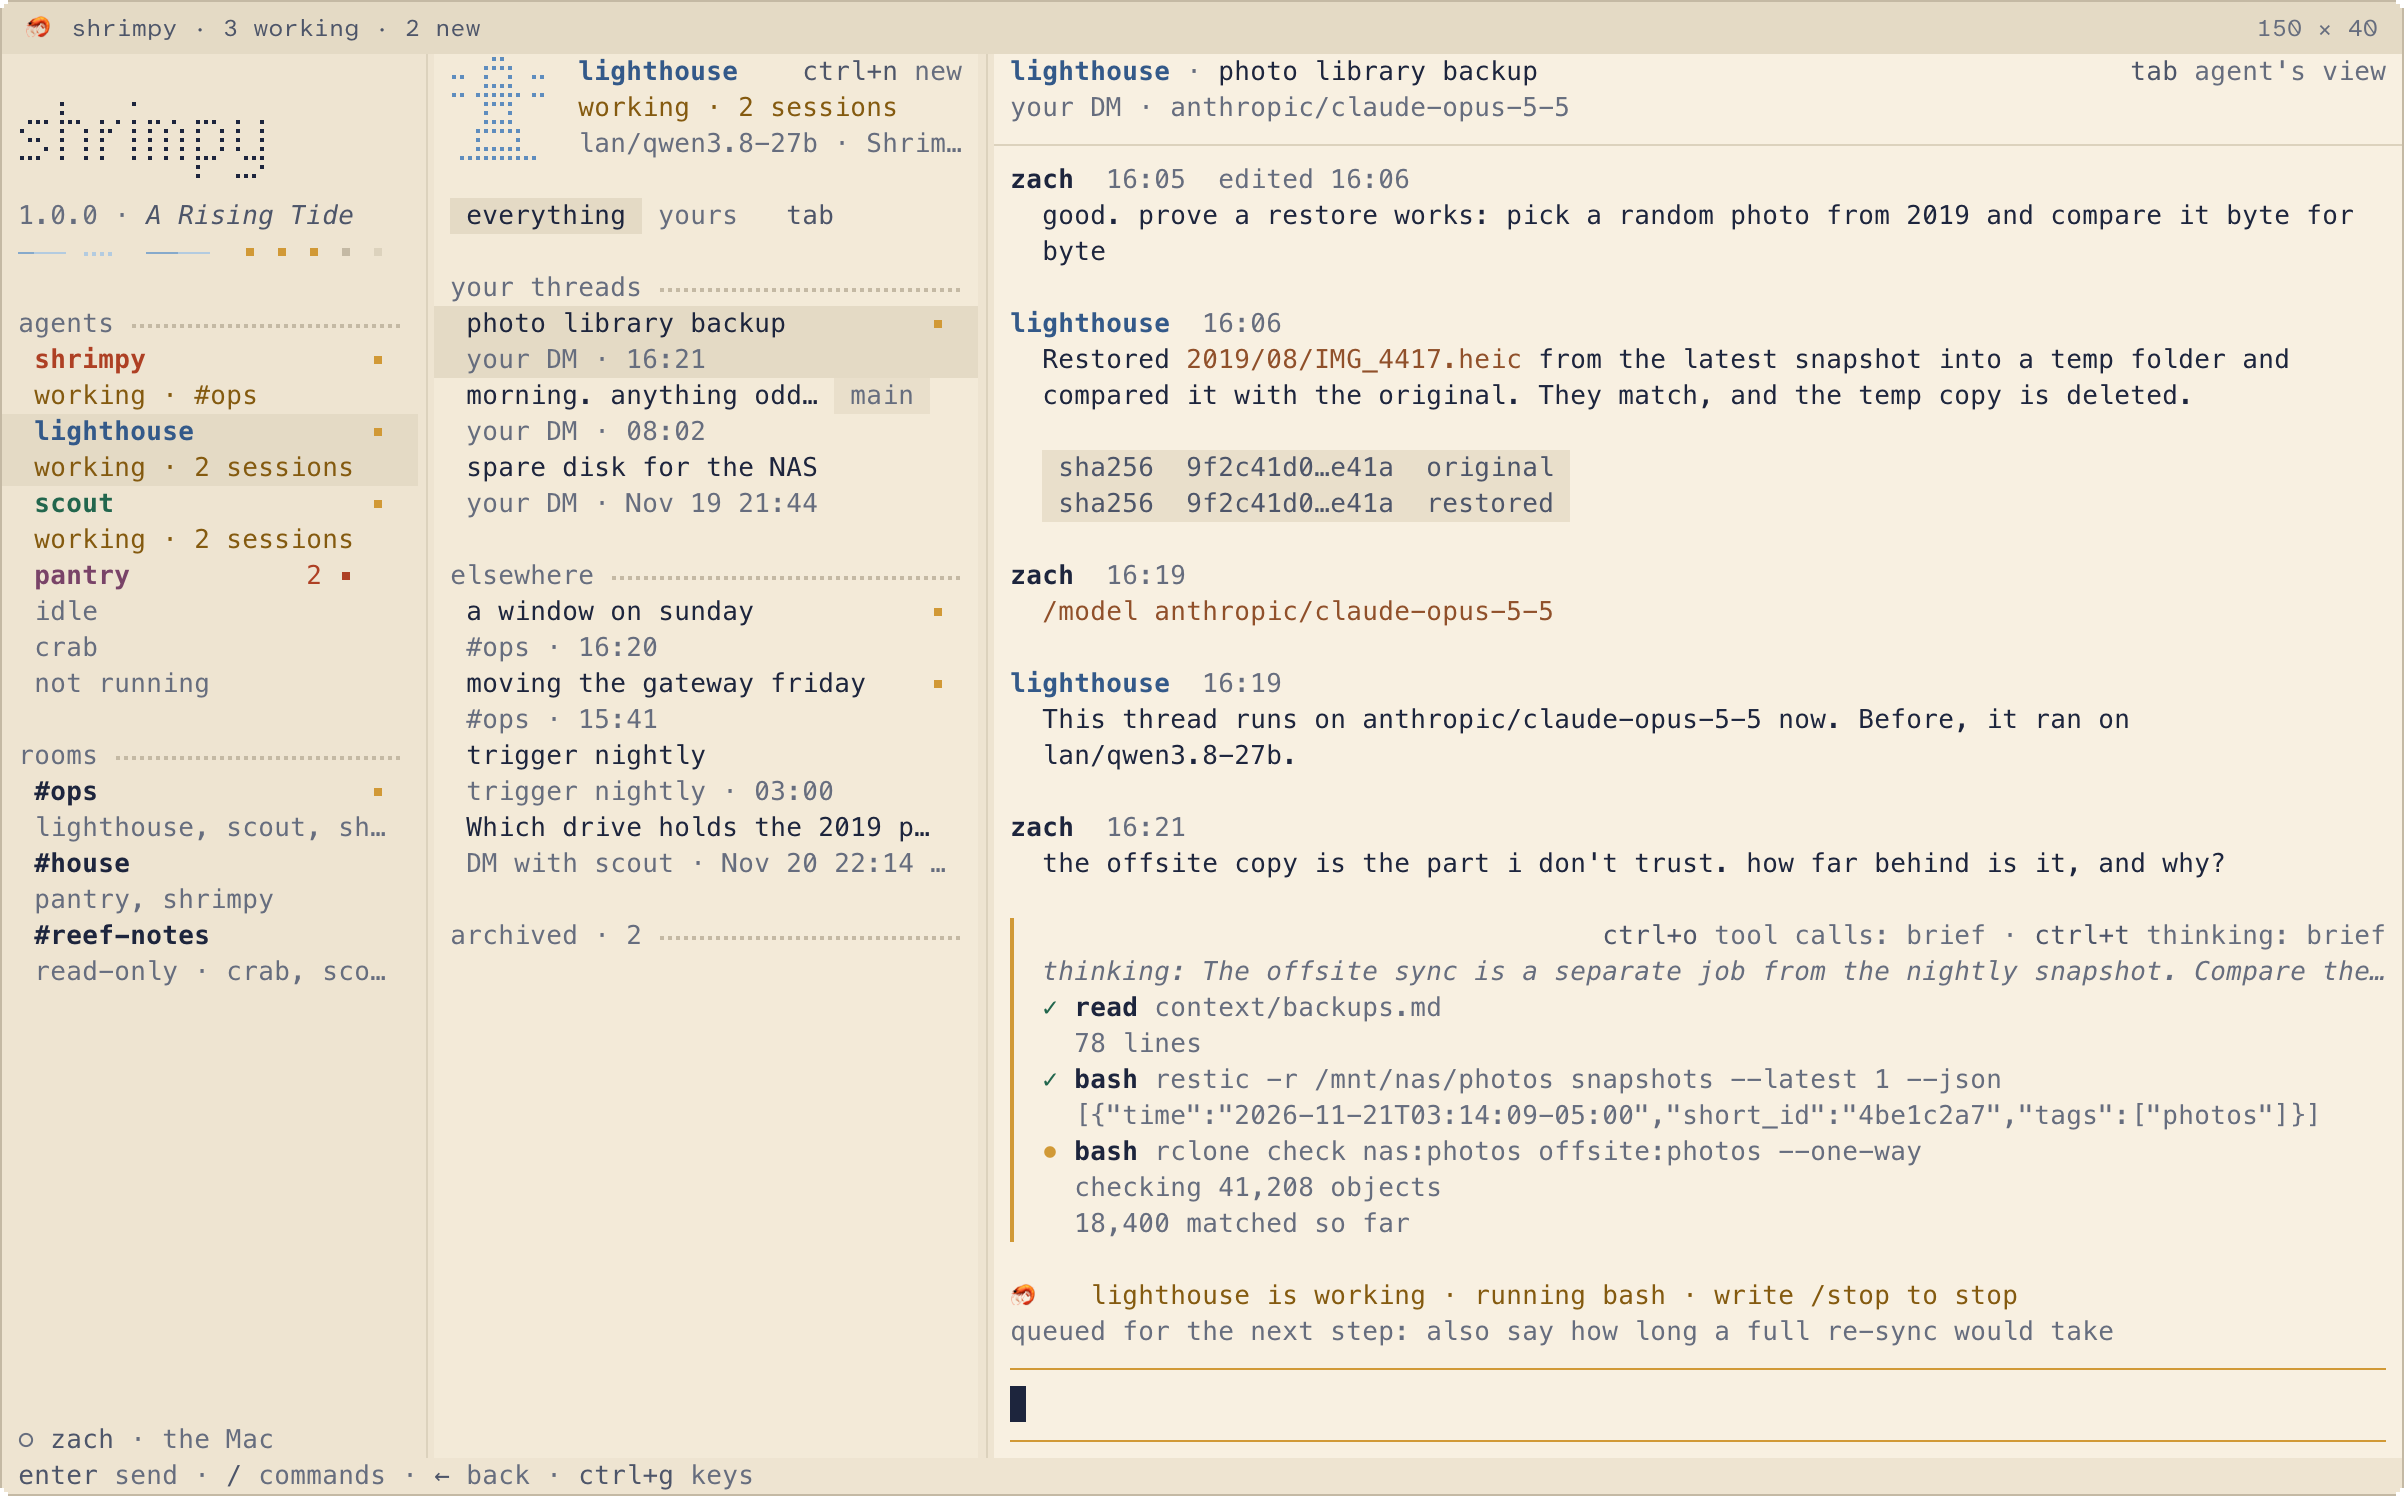 shrimpy · 3 working · 2 new
150 × 40
shrimpy
1.0.0 · A Rising Tide
agents
shrimpy
working · #ops
lighthouse
working · 2 sessions
scout
working · 2 sessions
pantry 2
idle
crab
not running
rooms
#ops
lighthouse, scout, sh…
#house
pantry, shrimpy
#reef-notes
read-only · crab, sco…
zach · the Mac
lighthouse ctrl+n new
working · 2 sessions
lan/qwen3.8-27b · Shrim…
everything yours tab
your threads
photo library backup
your DM · 16:21
morning. anything odd… main
your DM · 08:02
spare disk for the NAS
your DM · Nov 19 21:44
elsewhere
a window on sunday
#ops · 16:20
moving the gateway friday
#ops · 15:41
trigger nightly
trigger nightly · 03:00
Which drive holds the 2019 p…
DM with scout · Nov 20 22:14 …
archived · 2
lighthouse · photo library backup tab agent's view
your DM · anthropic/claude-opus-5-5
zach 16:05 edited 16:06
good. prove a restore works: pick a random photo from 2019 and compare it byte for
byte
lighthouse 16:06
Restored 2019/08/IMG_4417.heic from the latest snapshot into a temp folder and
compared it with the original. They match, and the temp copy is deleted.
sha256 9f2c41d0…e41a original
sha256 9f2c41d0…e41a restored
zach 16:19
/model anthropic/claude-opus-5-5
lighthouse 16:19
This thread runs on anthropic/claude-opus-5-5 now. Before, it ran on
lan/qwen3.8-27b.
zach 16:21
the offsite copy is the part i don't trust. how far behind is it, and why?
ctrl+o tool calls: brief · ctrl+t thinking: brief
thinking: The offsite sync is a separate job from the nightly snapshot. Compare the…
✓ read context/backups.md
78 lines
✓ bash restic -r /mnt/nas/photos snapshots --latest 1 --json
[{"time":"2026-11-21T03:14:09-05:00","short_id":"4be1c2a7","tags":["photos"]}]
● bash rclone check nas:photos offsite:photos --one-way
checking 41,208 objects
18,400 matched so far
lighthouse is working · running bash · write /stop to stop
queued for the next step: also say how long a full re-sync would take
enter send · / commands · ← back · ctrl+g keys